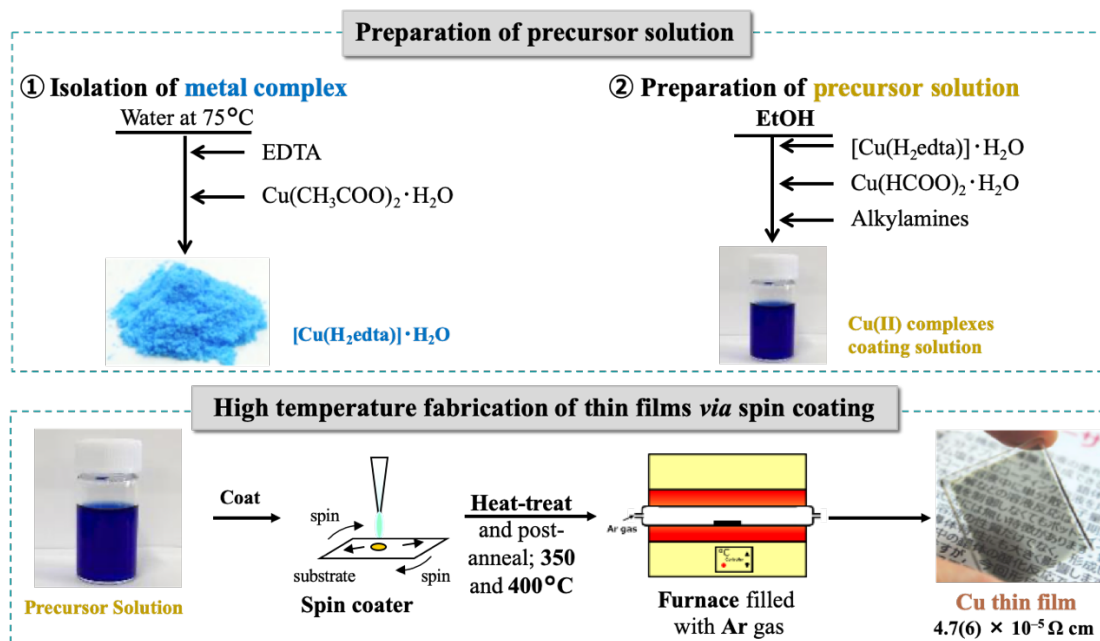 Preparation of precursor solution
① Isolation of metal complex
Water at 75°C
EDTA
Cu(CH₃COO)₂·H₂O
[Cu(H₂edta)]·H₂O
② Preparation of precursor solution
EtOH
[Cu(H₂edta)]·H₂O
Cu(HCOO)₂·H₂O
Alkylamines
Cu(II) complexes
coating solution
High temperature fabrication of thin films via spin coating
Precursor Solution
Coat
spin
substrate
spin
Spin coater
Heat-treat
and post-
anneal; 350
and 400°C
Ar gas
°C
Furnace filled
with Ar gas
Cu thin film
4.7(6) × 10⁻⁵ Ω cm